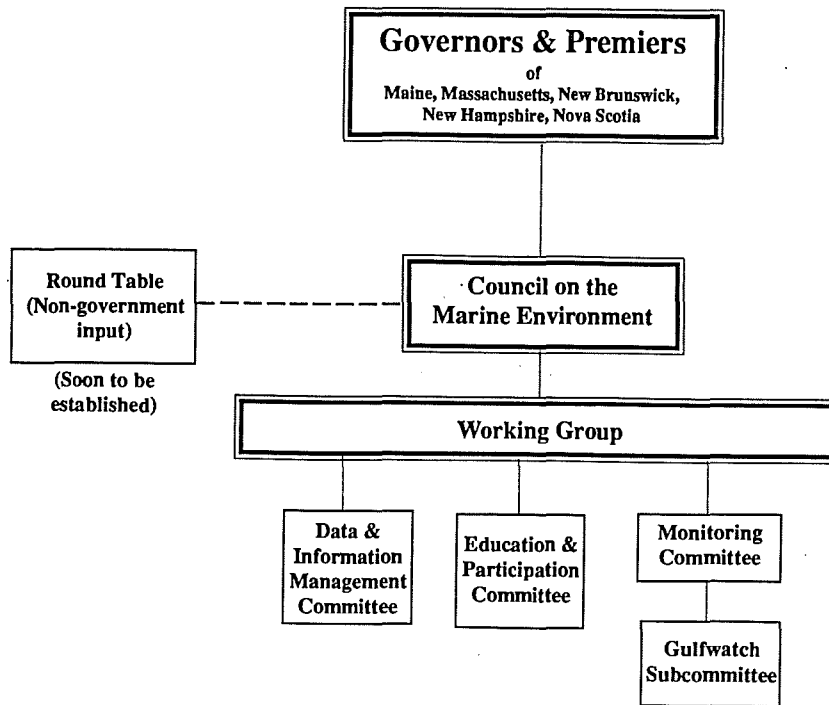 Governors & Premiers
of
Maine, Massachusetts, New Brunswick,
New Hampshire, Nova Scotia
Round Table
(Non-government
input)
(Soon to be
established)
Council on the
Marine Environment
Working Group
Data &
Information
Management
Committee
Education &
Participation
Committee
Monitoring
Committee
Gulfwatch
Subcommittee